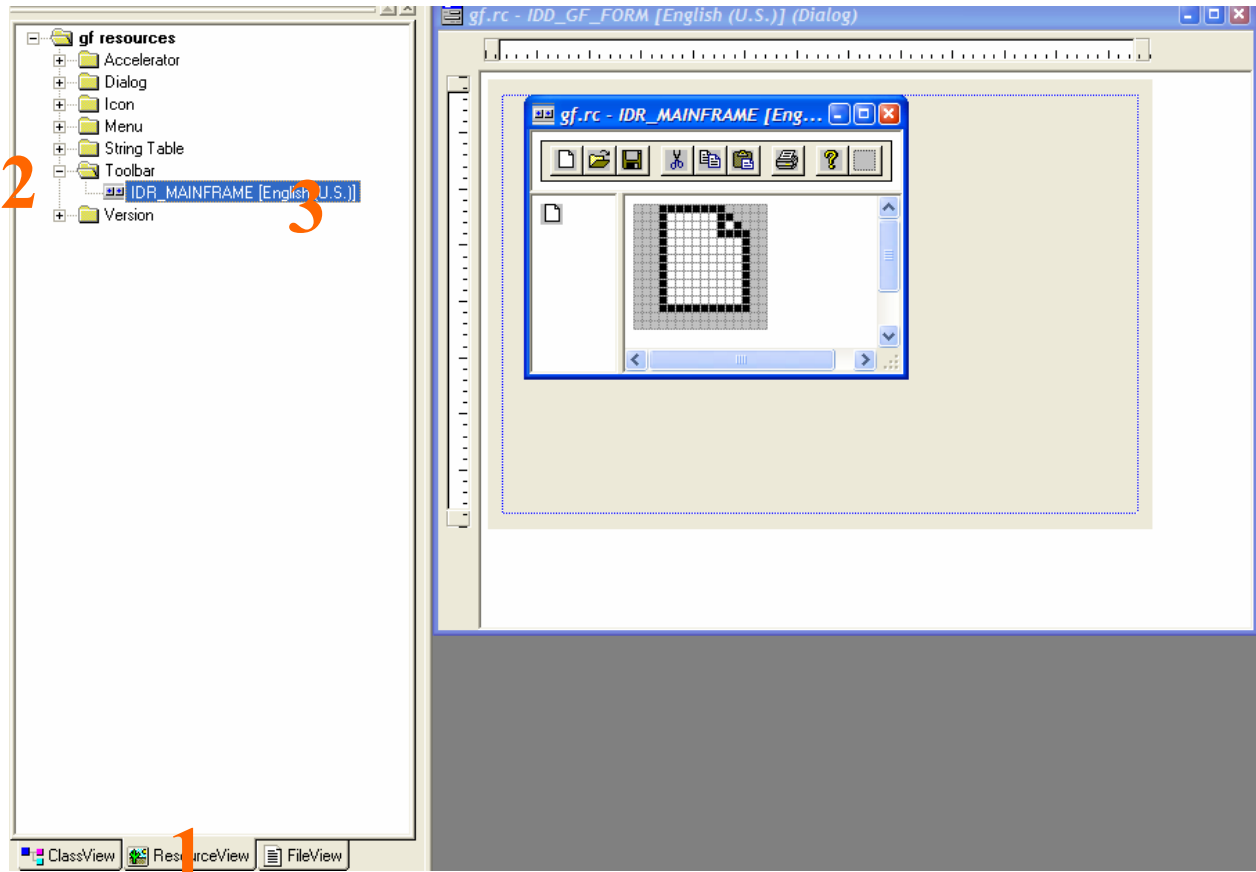 gf resources
Accelerator
Dialog
Icon
Menu
String Table
2
Toolbar
IDR_MAINFRAME [English (U.S.)]
3
Version
1
ClassView
ResourceView
FileView
gf.rc - IDD_GF_FORM [English (U.S.)] (Dialog)
gf.rc - IDR_MAINFRAME [Eng...